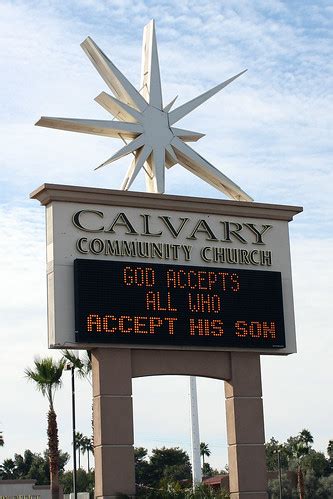 CALVARY
COMMUNITY CHURCH
GOD ACCEPTS
ALL WHO
ACCEPT HIS SON